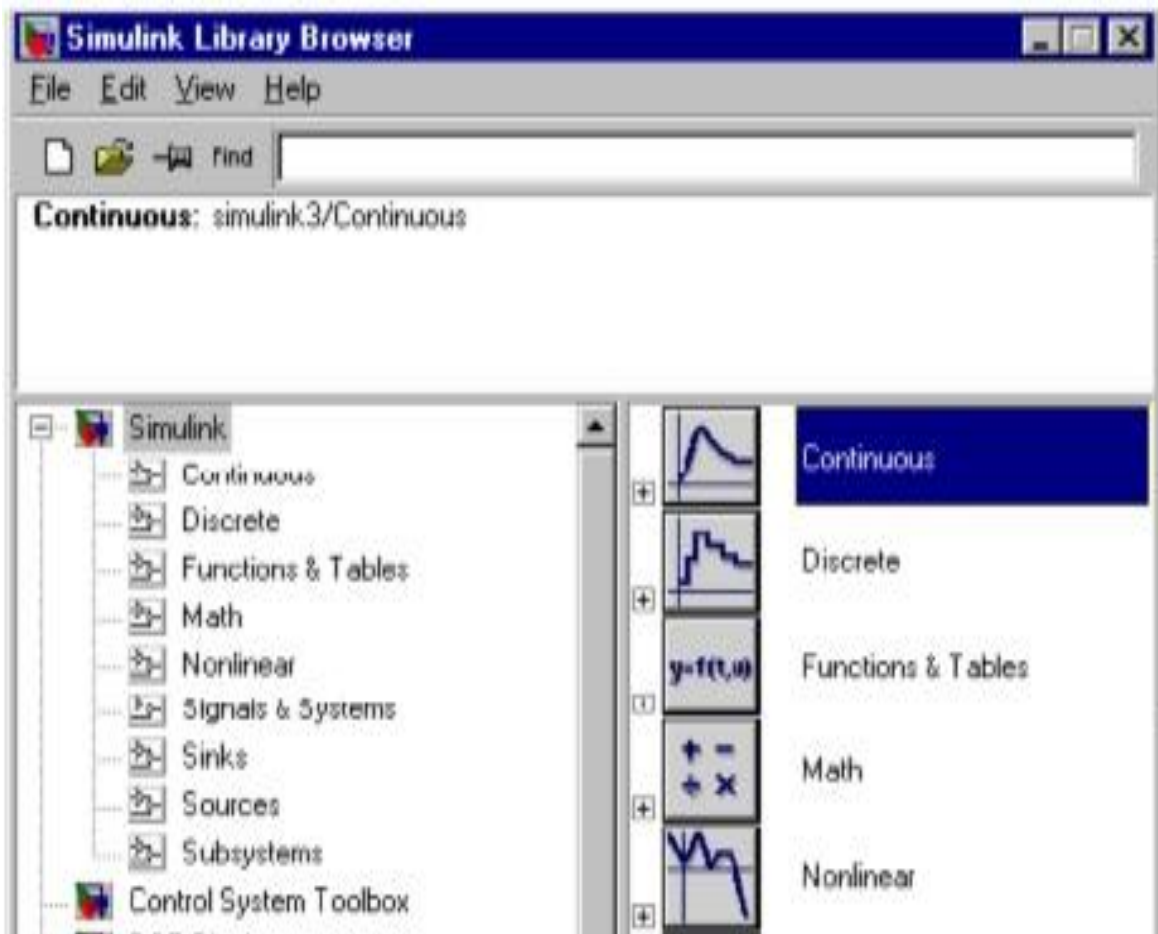 Simulink Library Browser
File Edit View Help
Find
Continuous: simulink3/Continuous
Simulink
Continuous
Discrete
Functions & Tables
Math
Nonlinear
Signals & Systems
Sinks
Sources
Subsystems
Control System Toolbox
Continuous
Discrete
y=f(t,u)
Functions & Tables
Math
Nonlinear